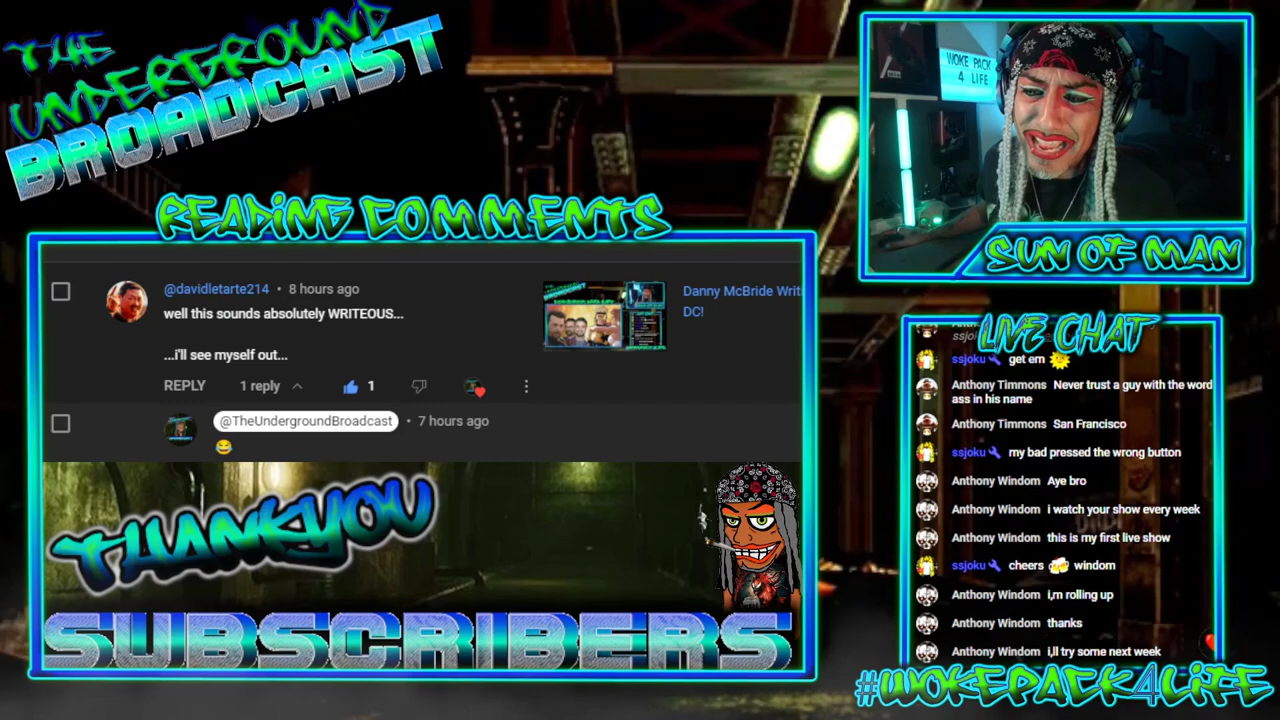 THE
UNDERGROUND
BROADCAST
WOKE PACK
4 LIFE
SUN OF MAN
READING COMMENTS
@davidletarte214 • 8 hours ago
well this sounds absolutely WRITEOUS...
...i'll see myself out...
REPLY 1 reply 1
Danny McBride Writ
DC!
@TheUndergroundBroadcast • 7 hours ago
THANKYOU
SUBSCRIBERS
LIVE CHAT
ssjoku get em
Anthony Timmons Never trust a guy with the word
ass in his name
Anthony Timmons San Francisco
ssjoku my bad pressed the wrong button
Anthony Windom Aye bro
Anthony Windom i watch your show every week
Anthony Windom this is my first live show
ssjoku cheers windom
Anthony Windom i,m rolling up
Anthony Windom thanks
Anthony Windom i,ll try some next week
#WOKEPACK4LIFE